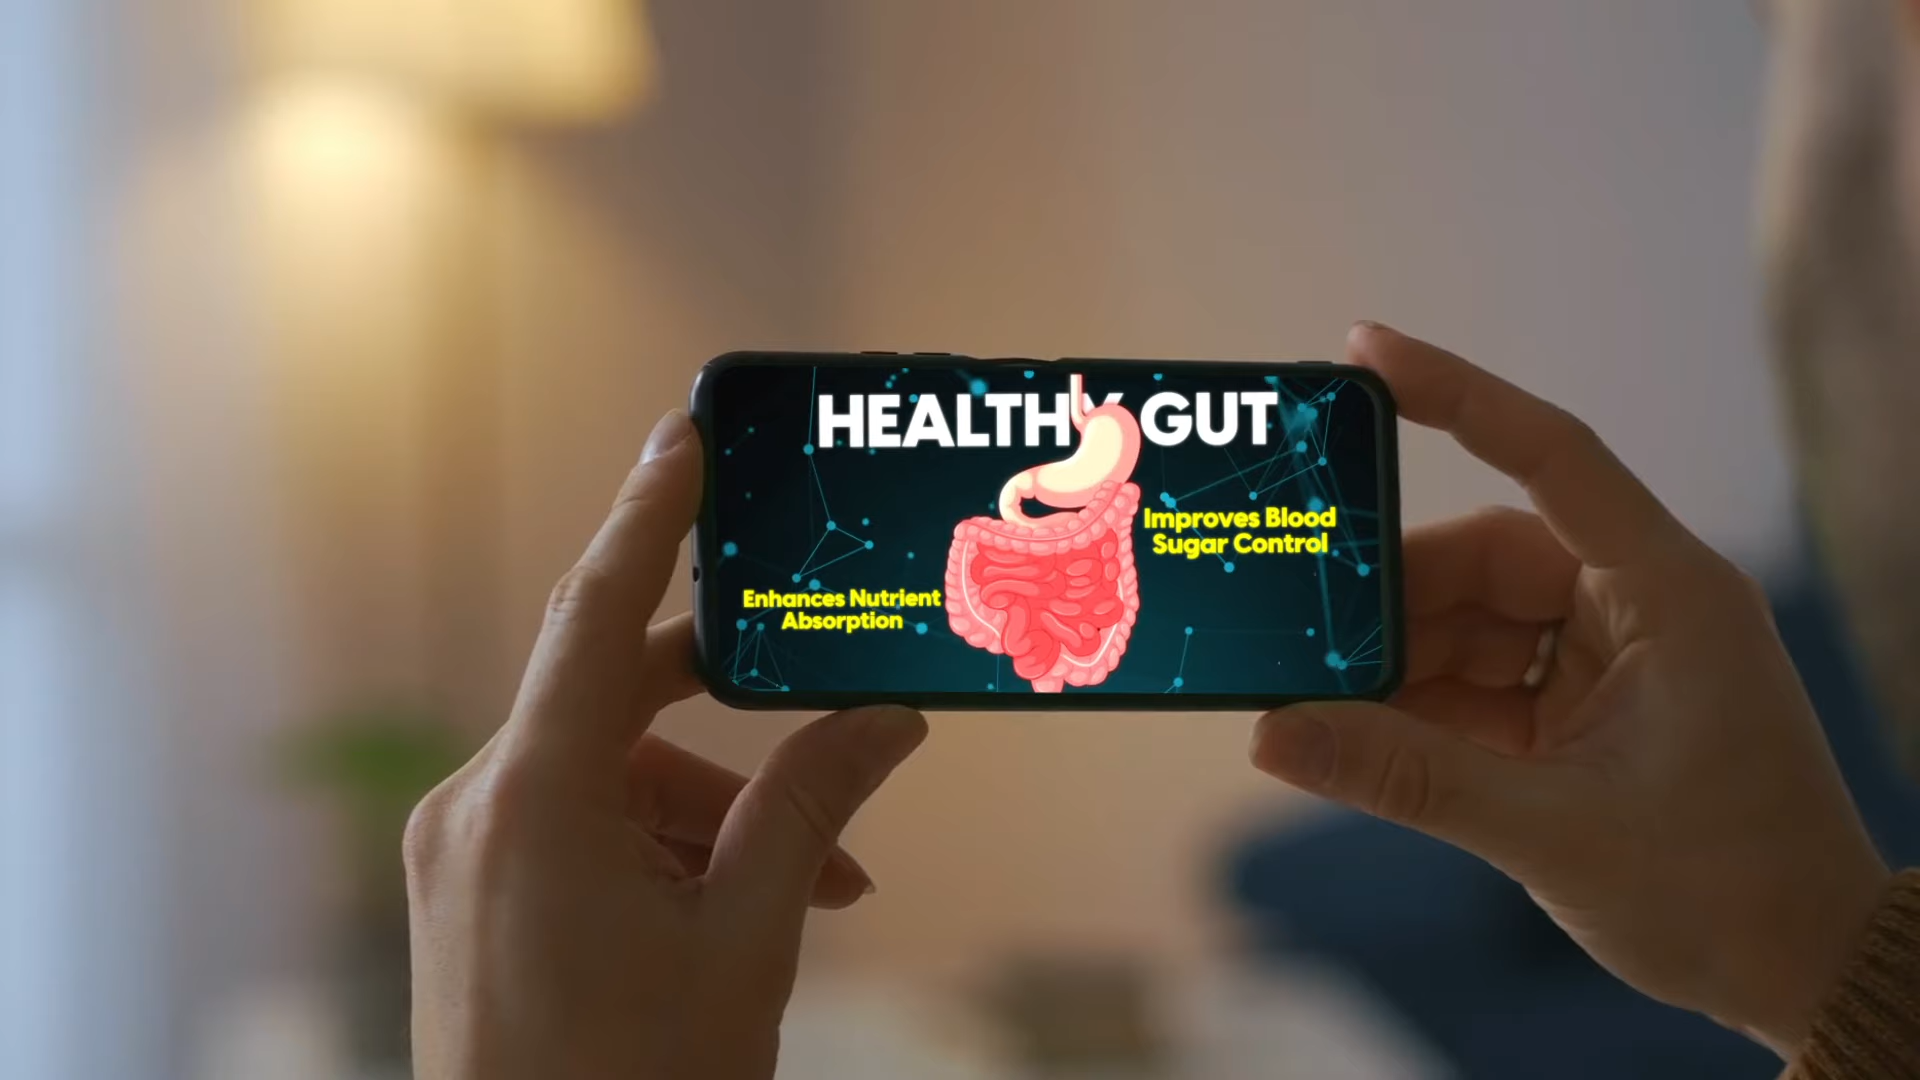 HEALTHY GUT
Improves Blood
Sugar Control
Enhances Nutrient
Absorption